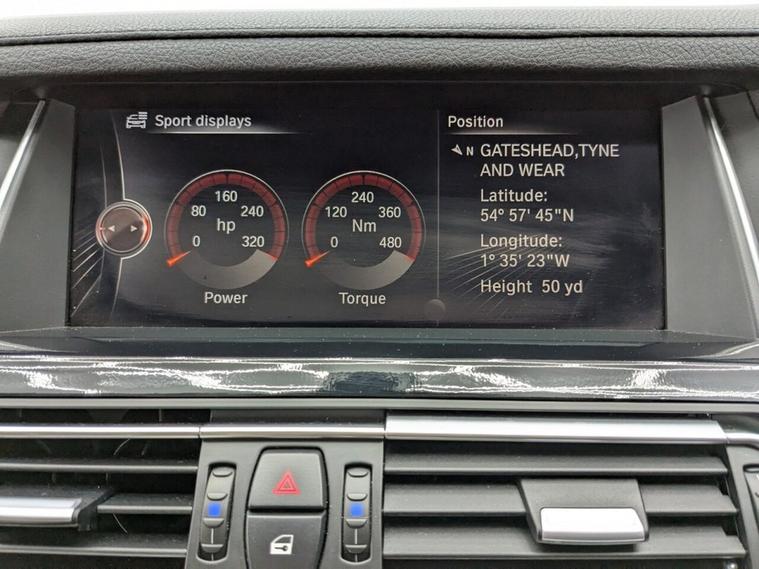 Sport displays
160
80 240
hp
0 320
Power
240
120 360
Nm
0 480
Torque
Position
N GATESHEAD,TYNE
AND WEAR
Latitude:
54° 57' 45"N
Longitude:
1° 35' 23"W
Height 50 yd